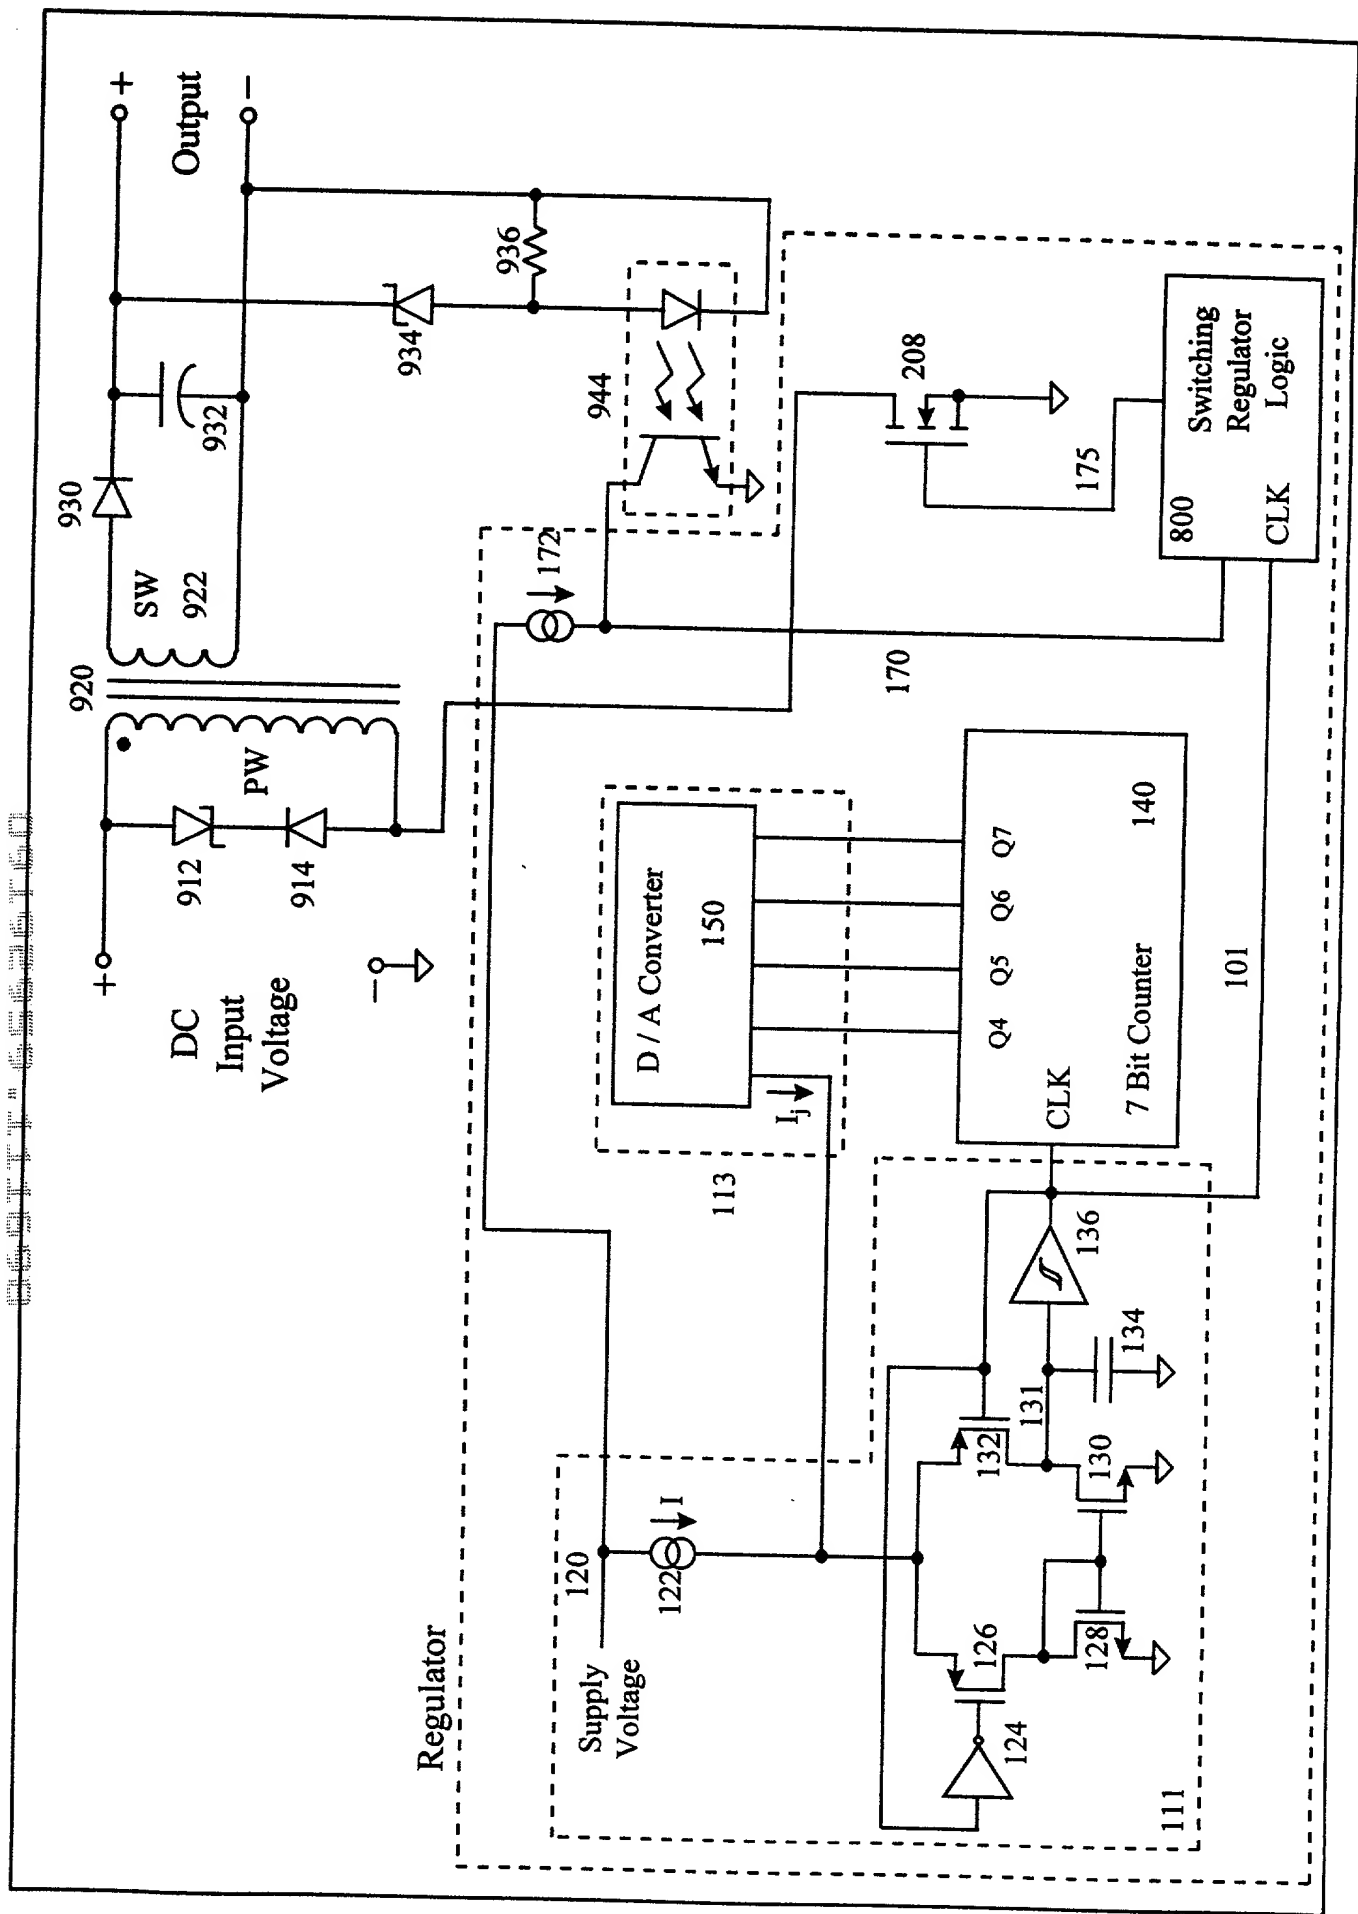 +
Output
−
930
932
SW
922
920
PW
912
914
+
DC
Input
Voltage
−
934
936
944
172
170
208
175
800
Switching
Regulator
Logic
CLK
Regulator
D / A Converter
150
113
Ij
Q7
Q6
Q5
Q4
140
7 Bit Counter
CLK
101
120
Supply
Voltage
122
I
124
126
128
130
131
132
134
136
111